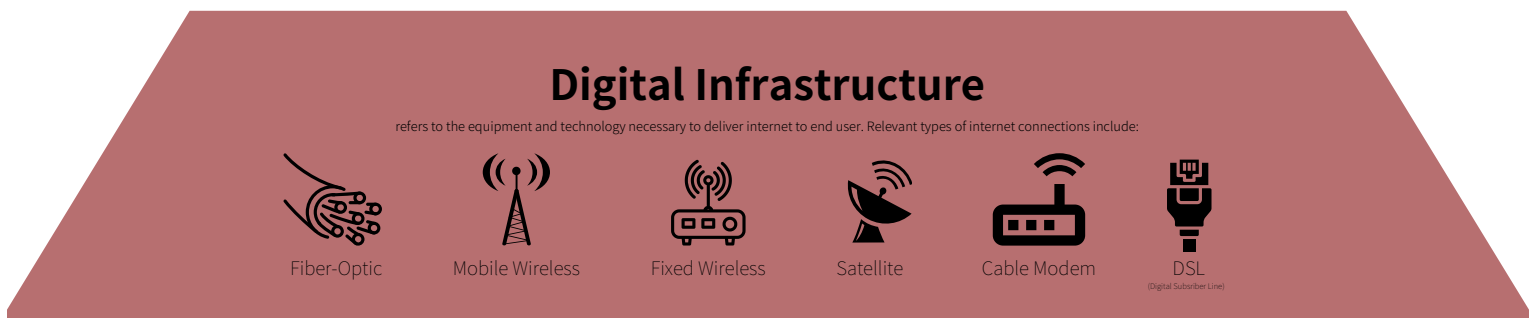 Digital Infrastructure
refers to the equipment and technology necessary to deliver internet to end user. Relevant types of internet connections include:
Fiber-Optic
Mobile Wireless
Fixed Wireless
Satellite
Cable Modem
DSL
(Digital Subsriber Line)